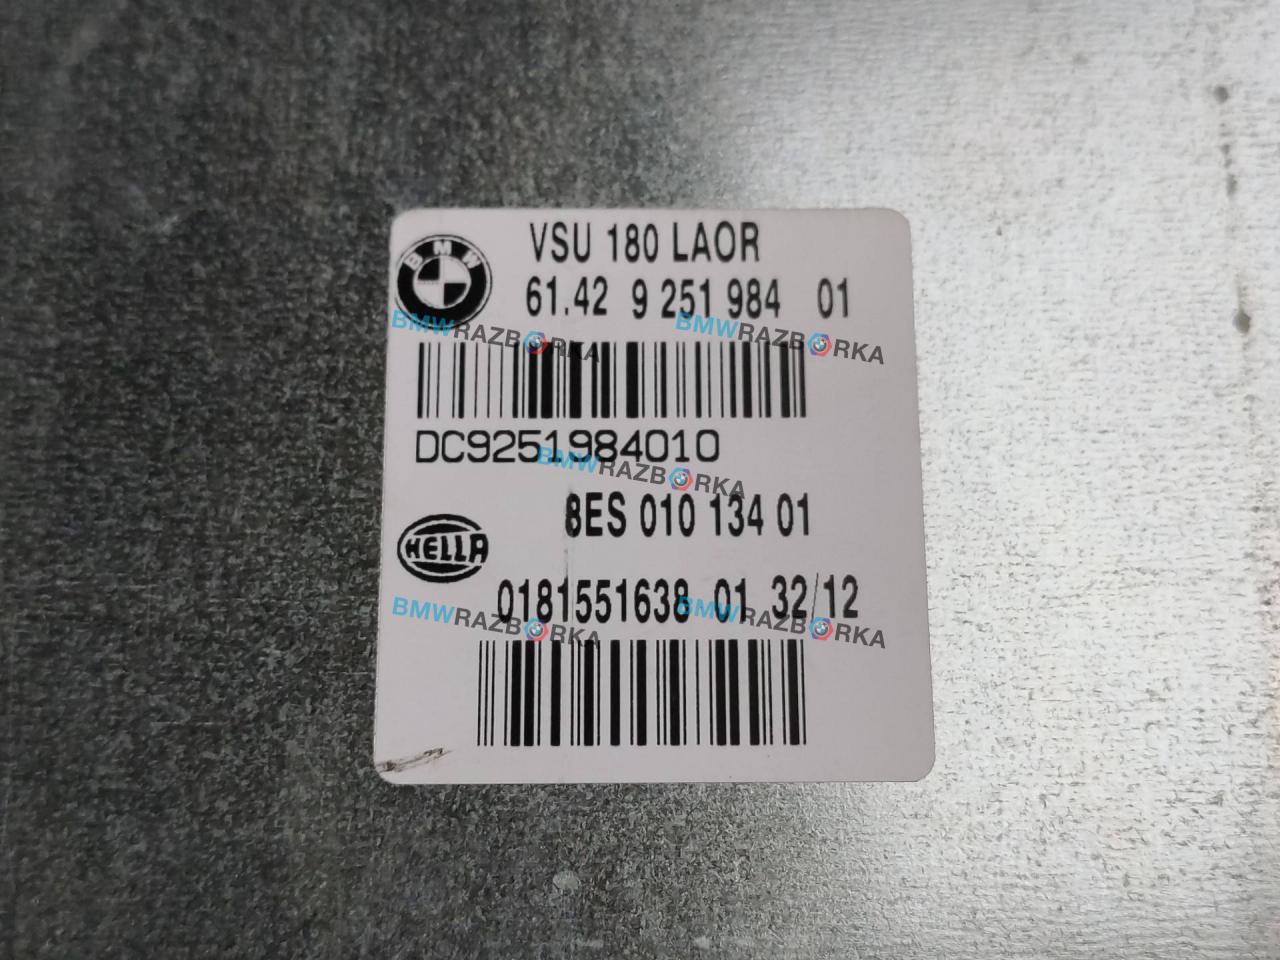 BMW
VSU 180 LAOR
61.42 9 251 984 01
BMWRAZBORKA BMWRAZBORKA
DC9251984010
BMWRAZBORKA
8ES 010 134 01
HELLA
0181551638 01 32/12
BMWRAZBORKA BMWRAZBORKA